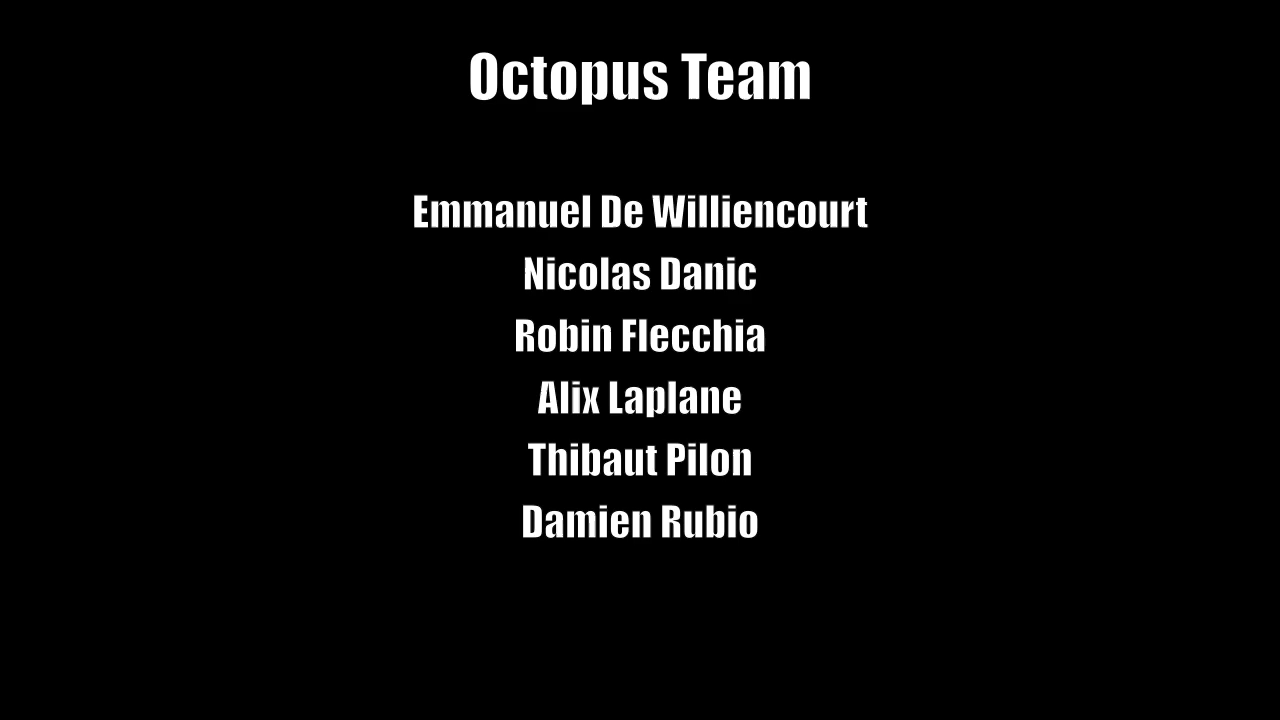 Octopus Team
Emmanuel De Williencourt
Nicolas Danic
Robin Flecchia
Alix Laplane
Thibaut Pilon
Damien Rubio